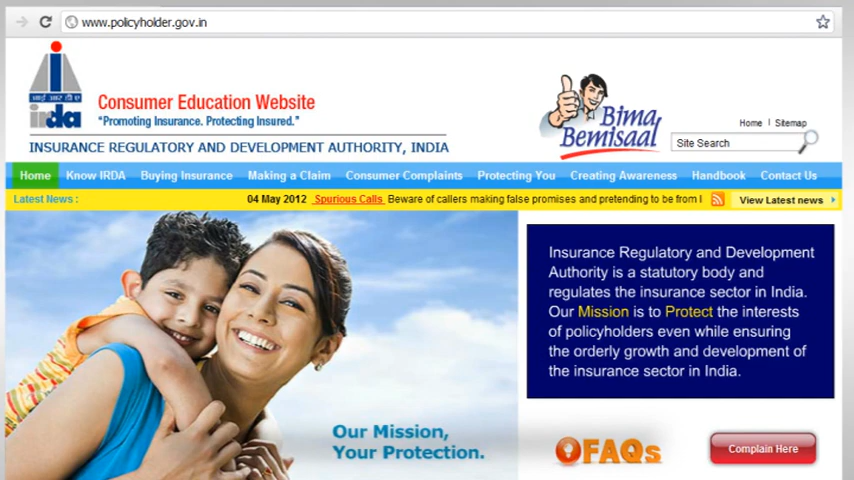 www.policyholder.gov.in
आई आर डी ए
irda
Consumer Education Website
"Promoting Insurance. Protecting Insured."
INSURANCE REGULATORY AND DEVELOPMENT AUTHORITY, INDIA
Bima
Bemisaal
Home | Sitemap
Site Search
Home Know IRDA Buying Insurance Making a Claim Consumer Complaints Protecting You Creating Awareness Handbook Contact Us
Latest News : 04 May 2012 Spurious Calls Beware of callers making false promises and pretending to be from I View Latest news
Insurance Regulatory and Development
Authority is a statutory body and
regulates the insurance sector in India.
Our Mission is to Protect the interests
of policyholders even while ensuring
the orderly growth and development of
the insurance sector in India.
Our Mission,
Your Protection.
FAQs
Complain Here